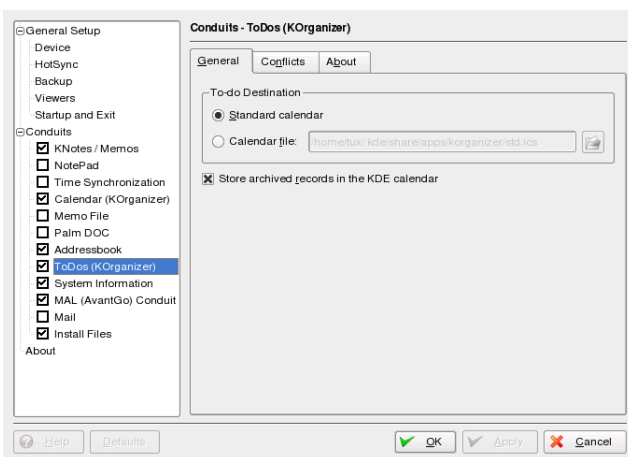 General Setup
Device
HotSync
Backup
Viewers
Startup and Exit
Conduits
KNotes / Memos
NotePad
Time Synchronization
Calendar (KOrganizer)
Memo File
Palm DOC
Addressbook
ToDos (KOrganizer)
System Information
MAL (AvantGo) Conduit
Mail
Install Files
About
Conduits - ToDos (KOrganizer)
General Conflicts About
To-do Destination
Standard calendar
Calendar file: /home/tux/.kde/share/apps/korganizer/std.ics
Store archived records in the KDE calendar
Help Defaults OK Apply Cancel